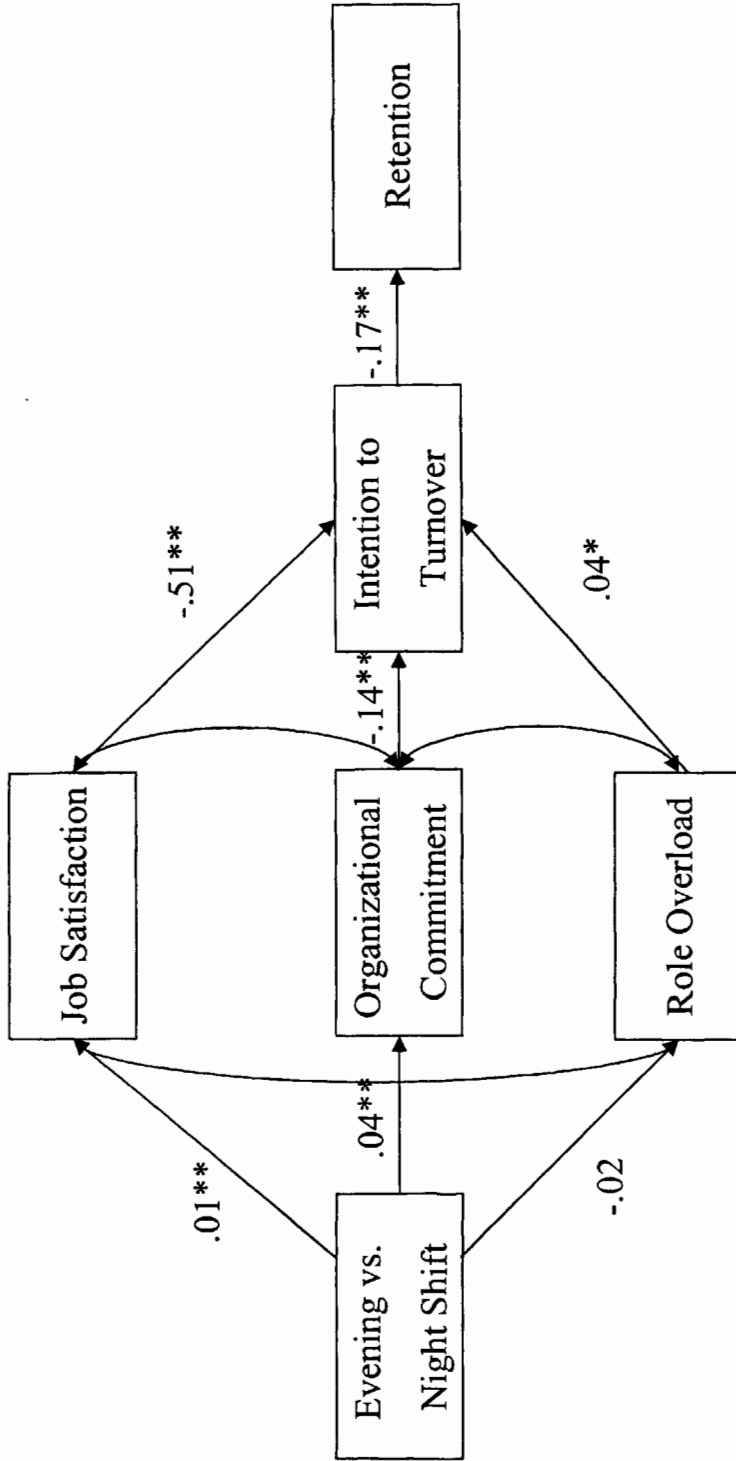 Evening vs.
Night Shift
.01**
.04**
-.02
Job Satisfaction
Organizational
Commitment
Role Overload
-.51**
-.14**
.04*
Intention to
Turnover
-.17**
Retention